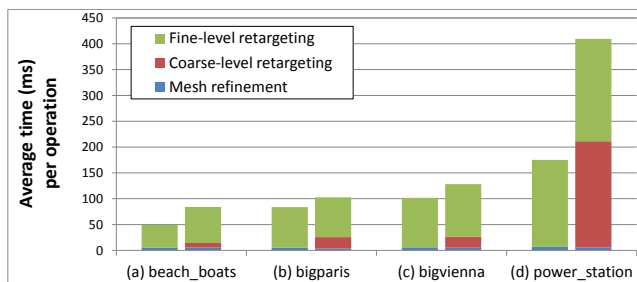 Average time (ms)
per operation
450
400
350
300
250
200
150
100
50
0
Fine-level retargeting
Coarse-level retargeting
Mesh refinement
(a) beach_boats
(b) bigparis
(c) bigvienna
(d) power_station